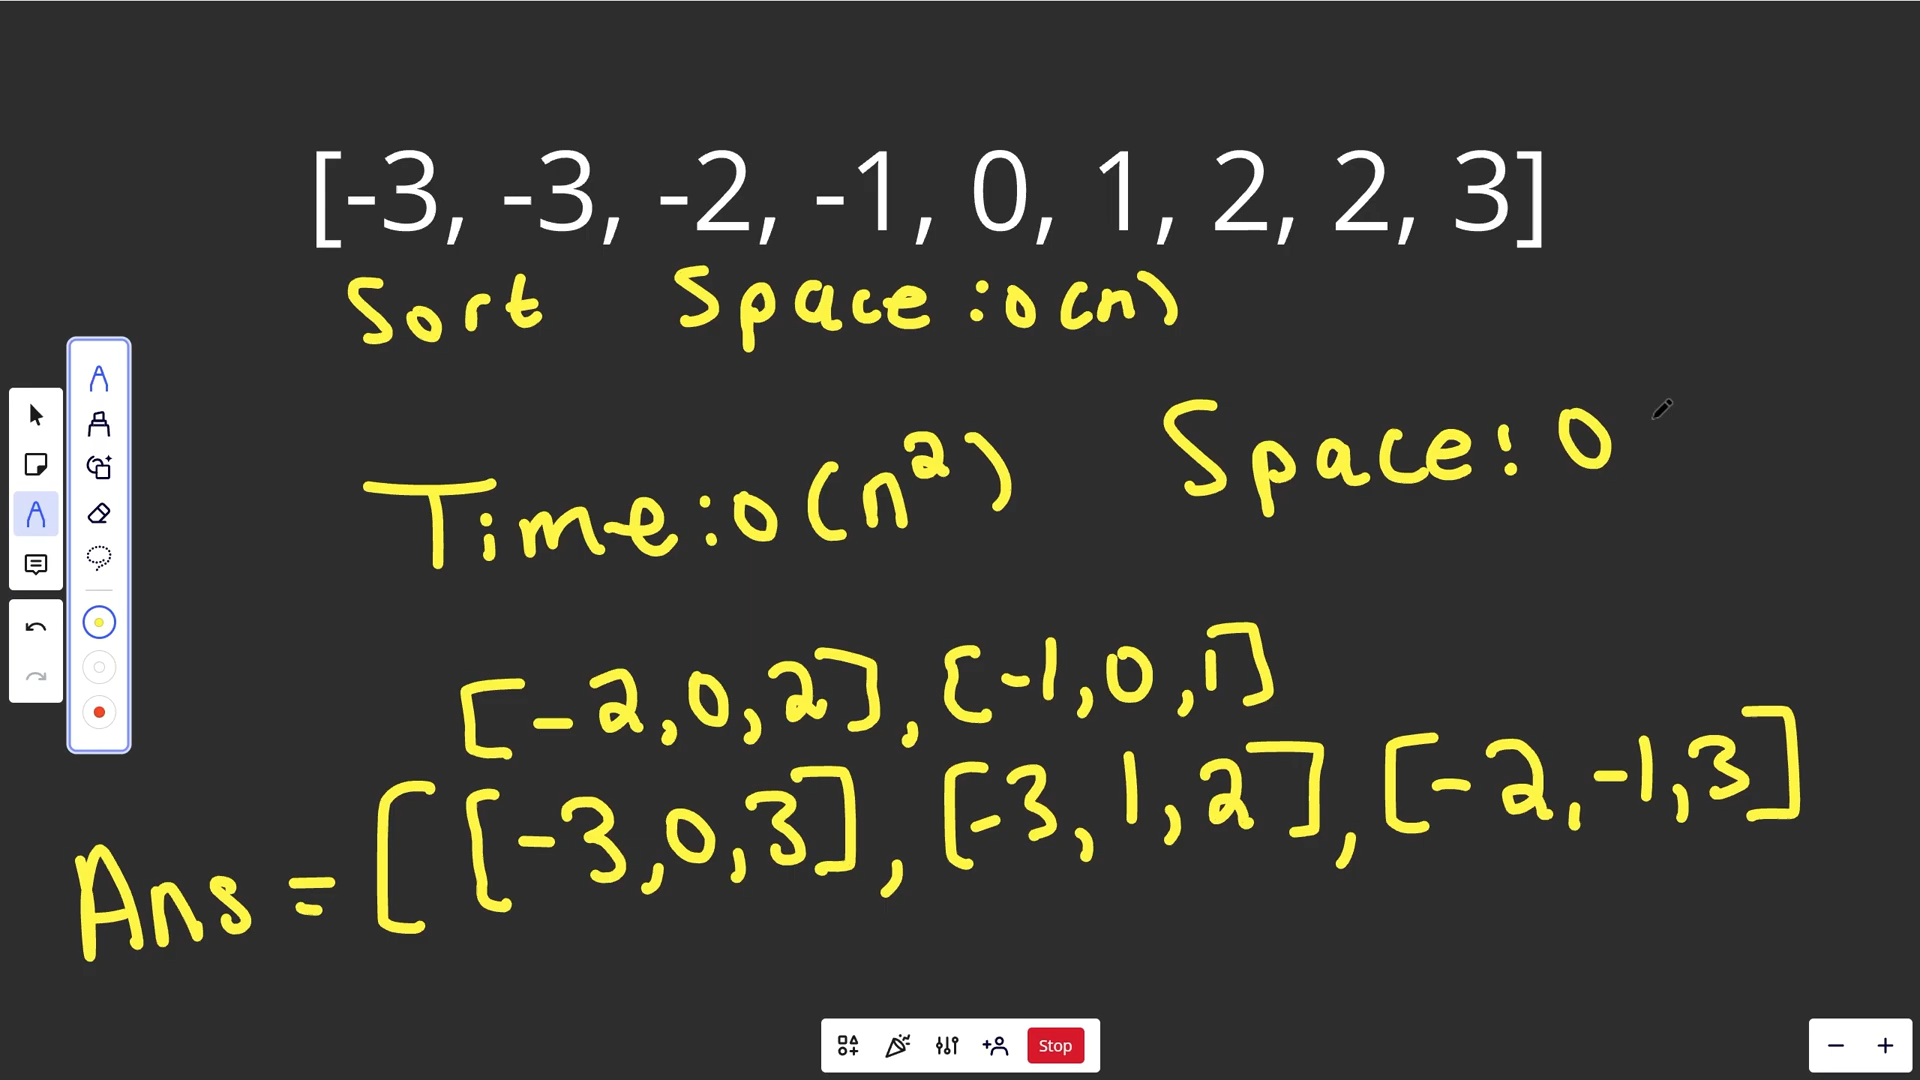 [-3, -3, -2, -1, 0, 1, 2, 2, 3]
Sort Space:O(n)
Time:O(n²) Space:O
[-2,0,2],[-1,0,1]
Ans = [[-3,0,3],[-3,1,2],[-2,-1,3]
Stop